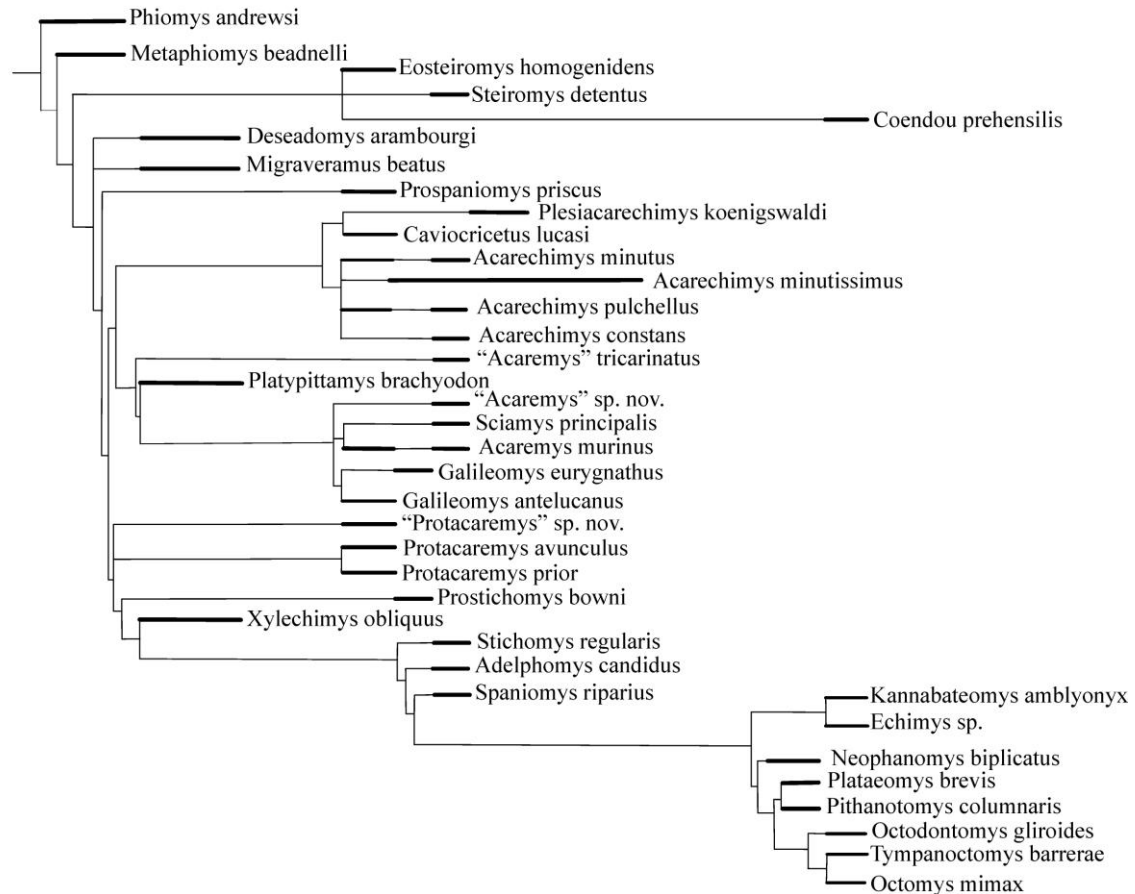 Phiomys andrewsi
Metaphiomys beadnelli
Eosteiromys homogenidens
Steiromys detentus
Coendou prehensilis
Deseadomys arambourgi
Migraveramus beatus
Prospaniomys priscus
Plesiacarechimys koenigswaldi
Caviocricetus lucasi
Acarechimys minutus
Acarechimys minutissimus
Acarechimys pulchellus
Acarechimys constans
“Acaremys” tricarinatus
Platypittamys brachyodon
“Acaremys” sp. nov.
Sciamys principalis
Acaremys murinus
Galileomys eurygnathus
Galileomys antelucanus
“Protacaremys” sp. nov.
Protacaremys avunculus
Protacaremys prior
Prostichomys bowni
Xylechimys obliquus
Stichomys regularis
Adelphomys candidus
Spaniomys riparius
Kannabateomys amblyonyx
Echimys sp.
Neophanomys biplicatus
Plataeomys brevis
Pithanotomys columnaris
Octodontomys gliroides
Tympanoctomys barrerae
Octomys mimax